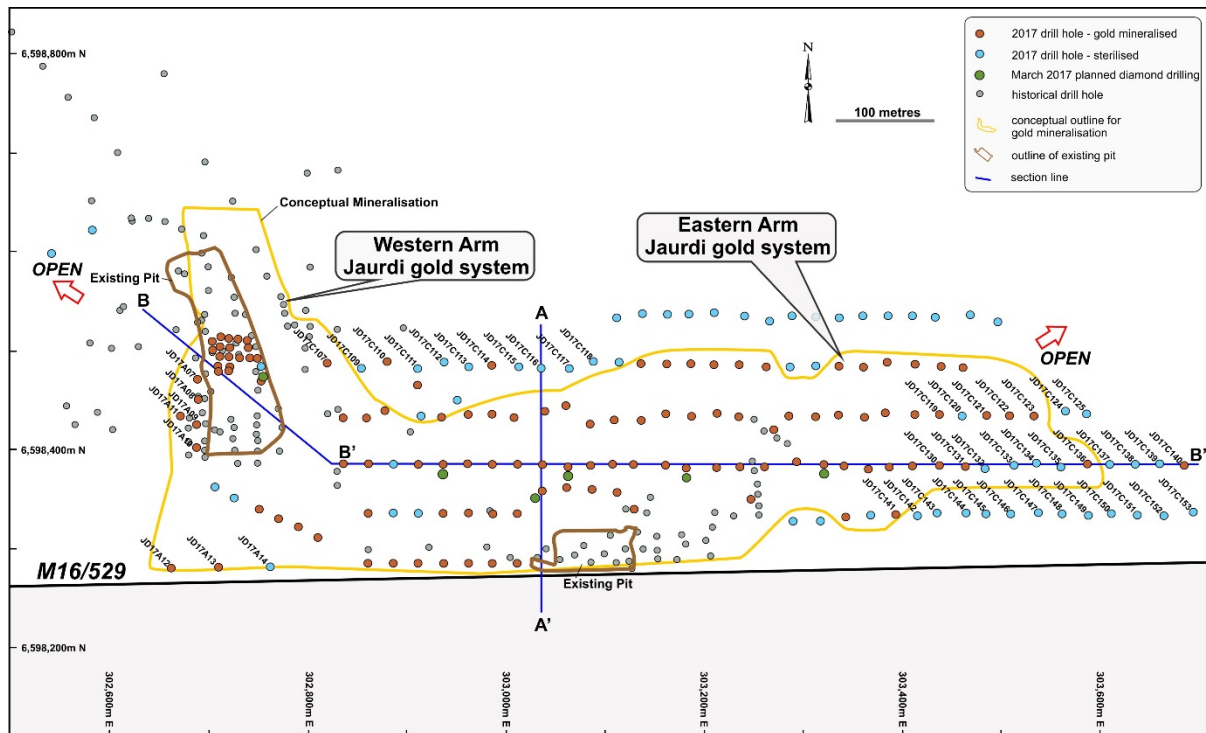 6,598,800m N
N
100 metres
2017 drill hole - gold mineralised
2017 drill hole - sterilised
March 2017 planned diamond drilling
historical drill hole
conceptual outline for
gold mineralisation
outline of existing pit
section line
Conceptual Mineralisation
Western Arm
Jaurdi gold system
Eastern Arm
Jaurdi gold system
OPEN
Existing Pit
B
A
OPEN
JD17C107
JD17C109
JD17C110
JD17C111
JD17C112
JD17C113
JD17C114
JD17C115
JD17C116
JD17C117
JD17C118
JD17A07
JD17A08
JD17A11
JD17A09
JD17A10
JD17C119
JD17C120
JD17C121
JD17C122
JD17C123
JD17C124
JD17C125
6,598,400m N
B'
JD17C130
JD17C131
JD17C132
JD17C133
JD17C134
JD17C135
JD17C136
JD17C137
JD17C138
JD17C139
JD17C140
B'
JD17C141
JD17C142
JD17C143
JD17C144
JD17C145
JD17C146
JD17C147
JD17C148
JD17C149
JD17C150
JD17C151
JD17C152
JD17C153
JD17A12
JD17A13
JD17A14
M16/529
Existing Pit
A'
6,598,200m N
302,600m E
302,800m E
303,000m E
303,200m E
303,400m E
303,600m E